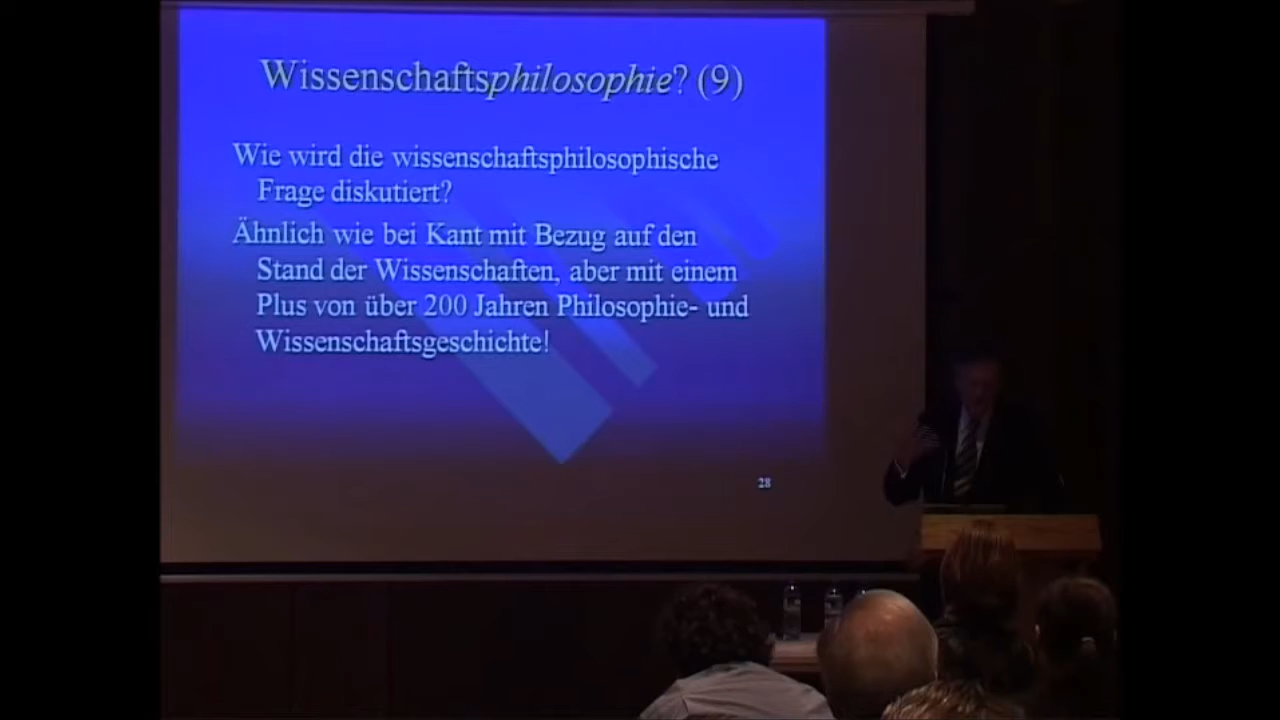 Wissenschaftsphilosophie? (9)
Wie wird die wissenschaftsphilosophische
Frage diskutiert?
Ähnlich wie bei Kant mit Bezug auf den
Stand der Wissenschaften, aber mit einem
Plus von über 200 Jahren Philosophie- und
Wissenschaftsgeschichte!
28